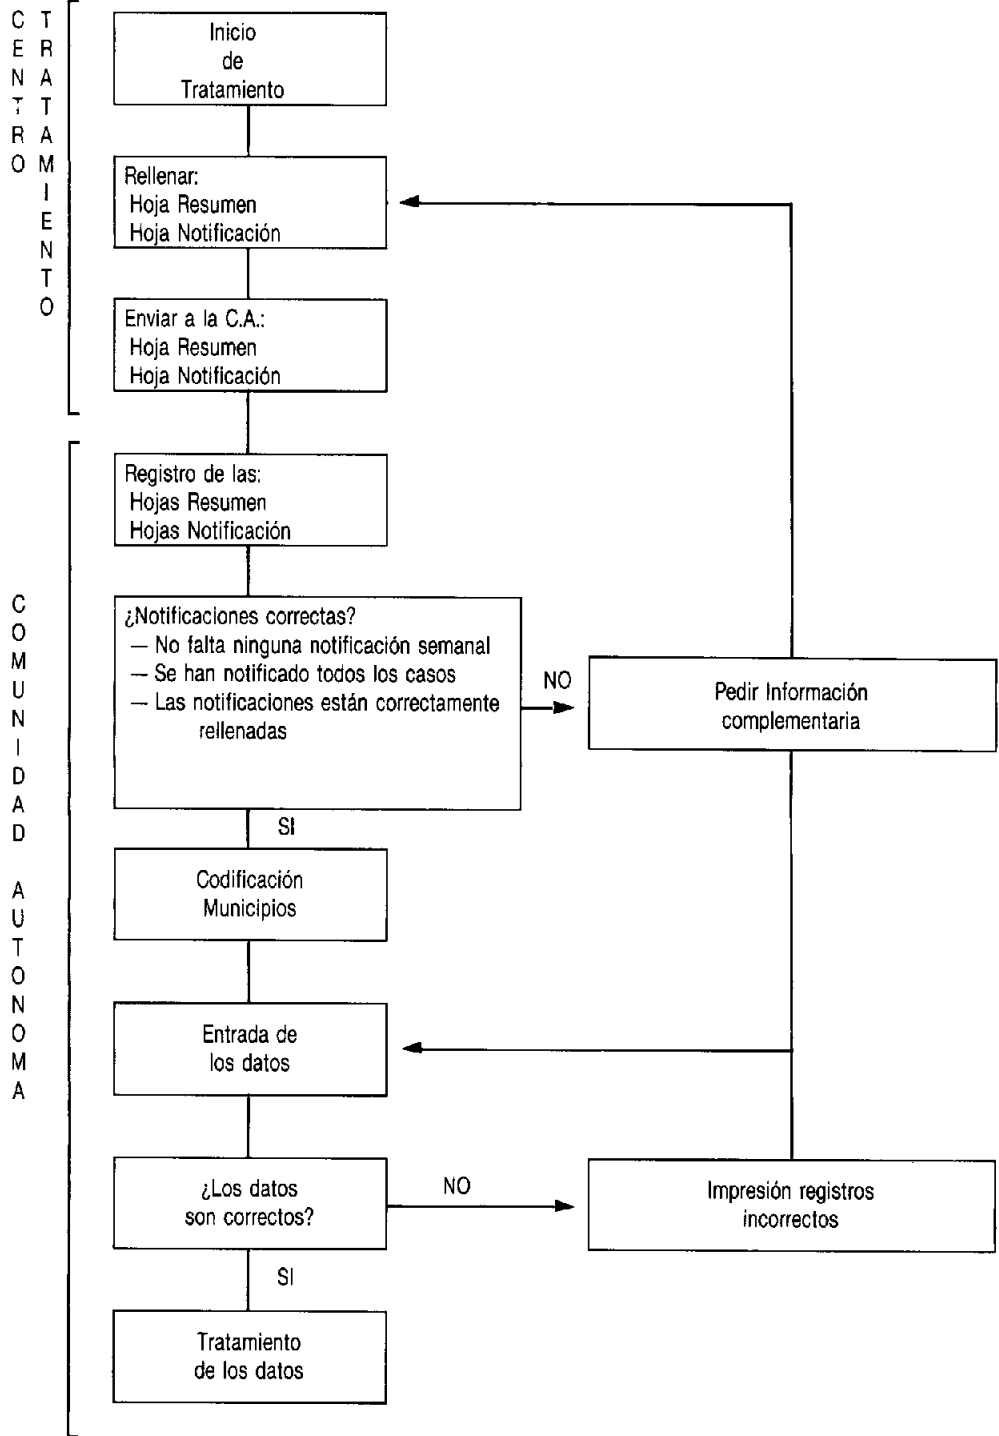 CENTRO
TRATAMIENTO
Inicio
de
Tratamiento
Rellenar:
Hoja Resumen
Hoja Notificación
Enviar a la C.A.:
Hoja Resumen
Hoja Notificación
COMUNIDAD AUTONOMA
Registro de las:
Hojas Resumen
Hojas Notificación
¿Notificaciones correctas?
— No falta ninguna notificación semanal
— Se han notificado todos los casos
— Las notificaciones están correctamente
rellenadas
NO
Pedir Información
complementaria
SI
Codificación
Municipios
Entrada de
los datos
¿Los datos
son correctos?
NO
Impresión registros
incorrectos
SI
Tratamiento
de los datos